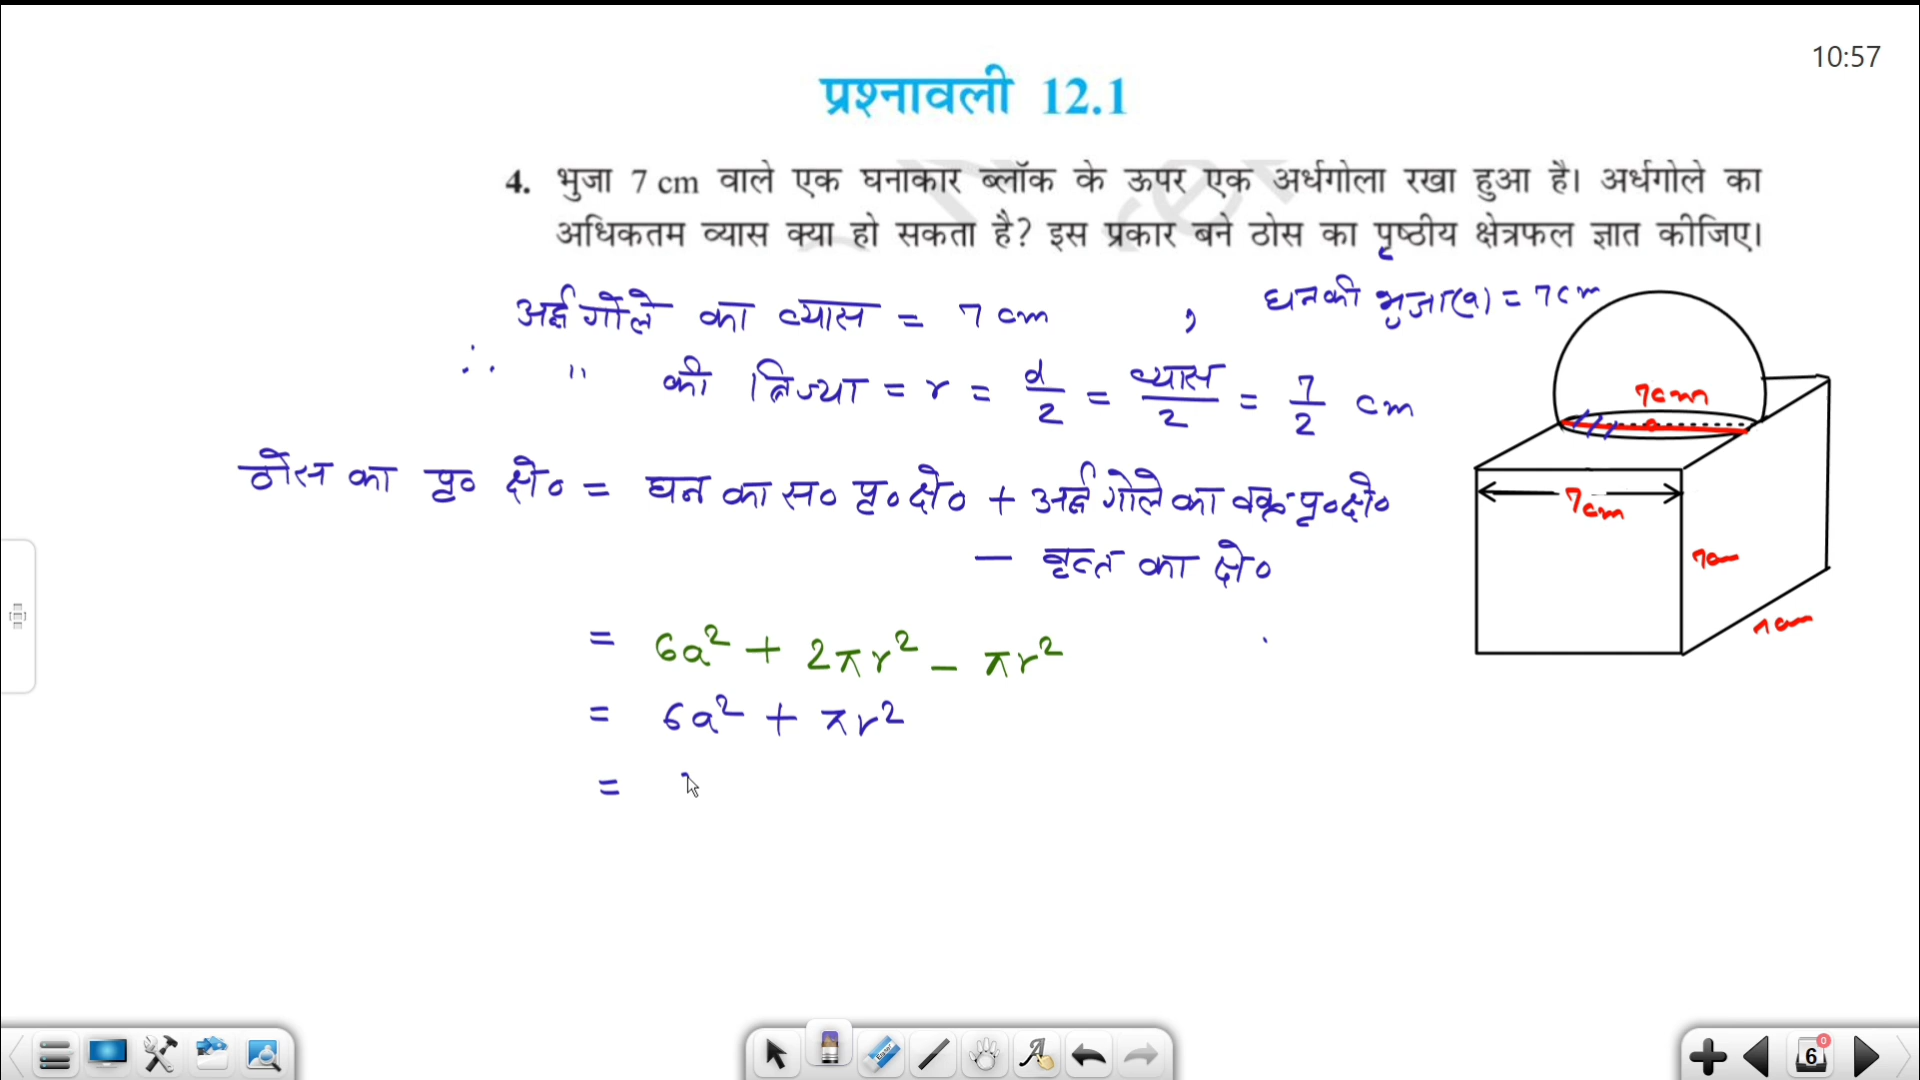 10:57
प्रश्नावली 12.1
4. भुजा 7 cm वाले एक घनाकार ब्लॉक के ऊपर एक अर्धगोला रखा हुआ है। अर्धगोले का
अधिकतम व्यास क्या हो सकता है? इस प्रकार बने ठोस का पृष्ठीय क्षेत्रफल ज्ञात कीजिए।
अर्द्धगोले का व्यास = 7 cm , घन की भुजा(a) = 7cm
∴ " की त्रिज्या = r = d/2 = व्यास/2 = 7/2 cm
7cm
ठोस का पृ० क्षे० = घन का स० पृ० क्षे० + अर्द्धगोले का वक्र पृ० क्षे०
7cm
− वृत्त का क्षे०
7cm
7cm
= 6a² + 2πr² − πr²
= 6a² + πr²
=
6
0